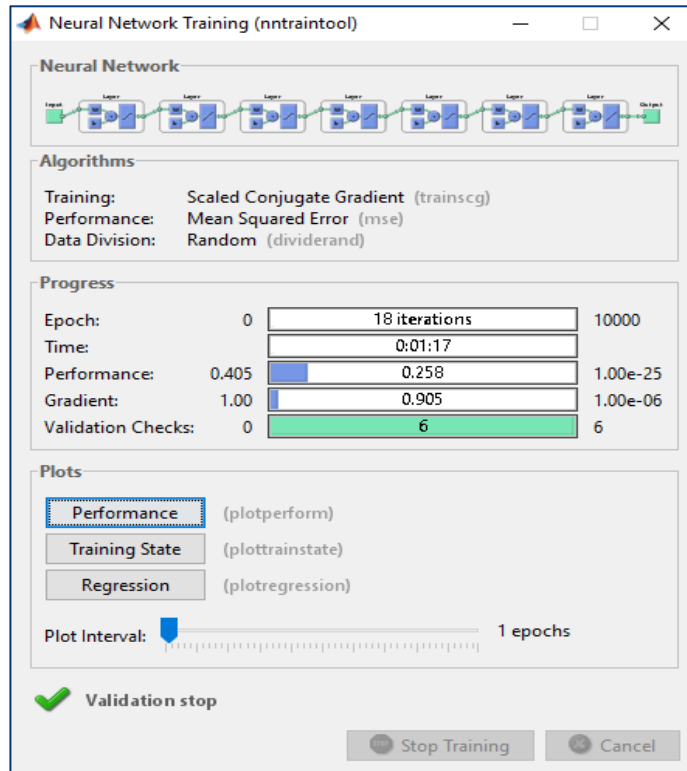 Neural Network Training (nntraintool)
Neural Network
Input Layer Layer Layer Layer Layer Layer Layer Output
Algorithms
Training: Scaled Conjugate Gradient (trainscg)
Performance: Mean Squared Error (mse)
Data Division: Random (dividerand)
Progress
Epoch: 0 18 iterations 10000
Time: 0:01:17
Performance: 0.405 0.258 1.00e-25
Gradient: 1.00 0.905 1.00e-06
Validation Checks: 0 6 6
Plots
Performance (plotperform)
Training State (plottrainstate)
Regression (plotregression)
Plot Interval: 1 epochs
Validation stop
Stop Training Cancel